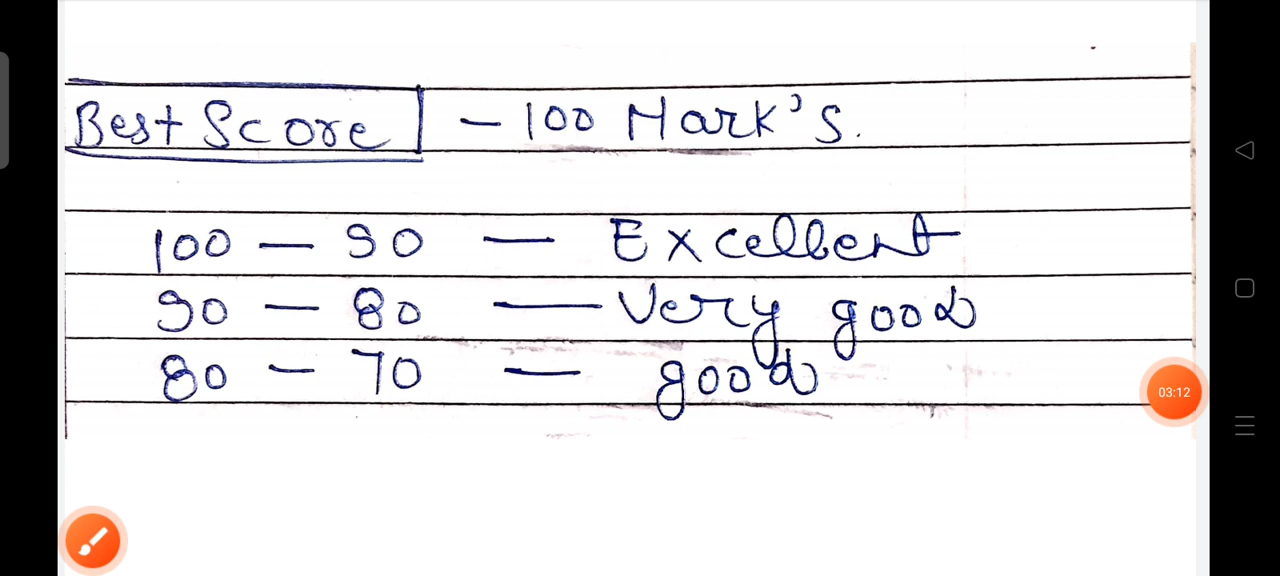 Best Score - 100 Mark's.
100 - 90 - Excellent
90 - 80 - Very good
80 - 70 - good
03:12